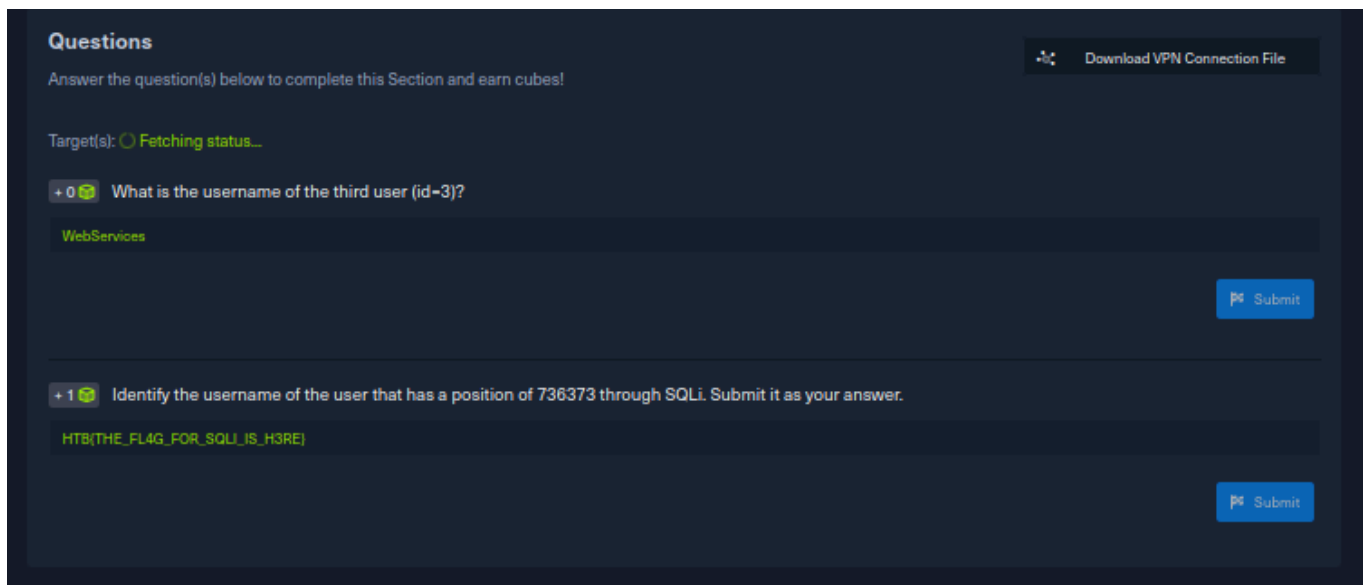 Questions
Download VPN Connection File
Answer the question(s) below to complete this Section and earn cubes!
Target(s): Fetching status...
+ 0 What is the username of the third user (id=3)?
WebServices
Submit
+ 1 Identify the username of the user that has a position of 736373 through SQLi. Submit it as your answer.
HTB{THE_FL4G_FOR_SQLI_IS_H3RE}
Submit